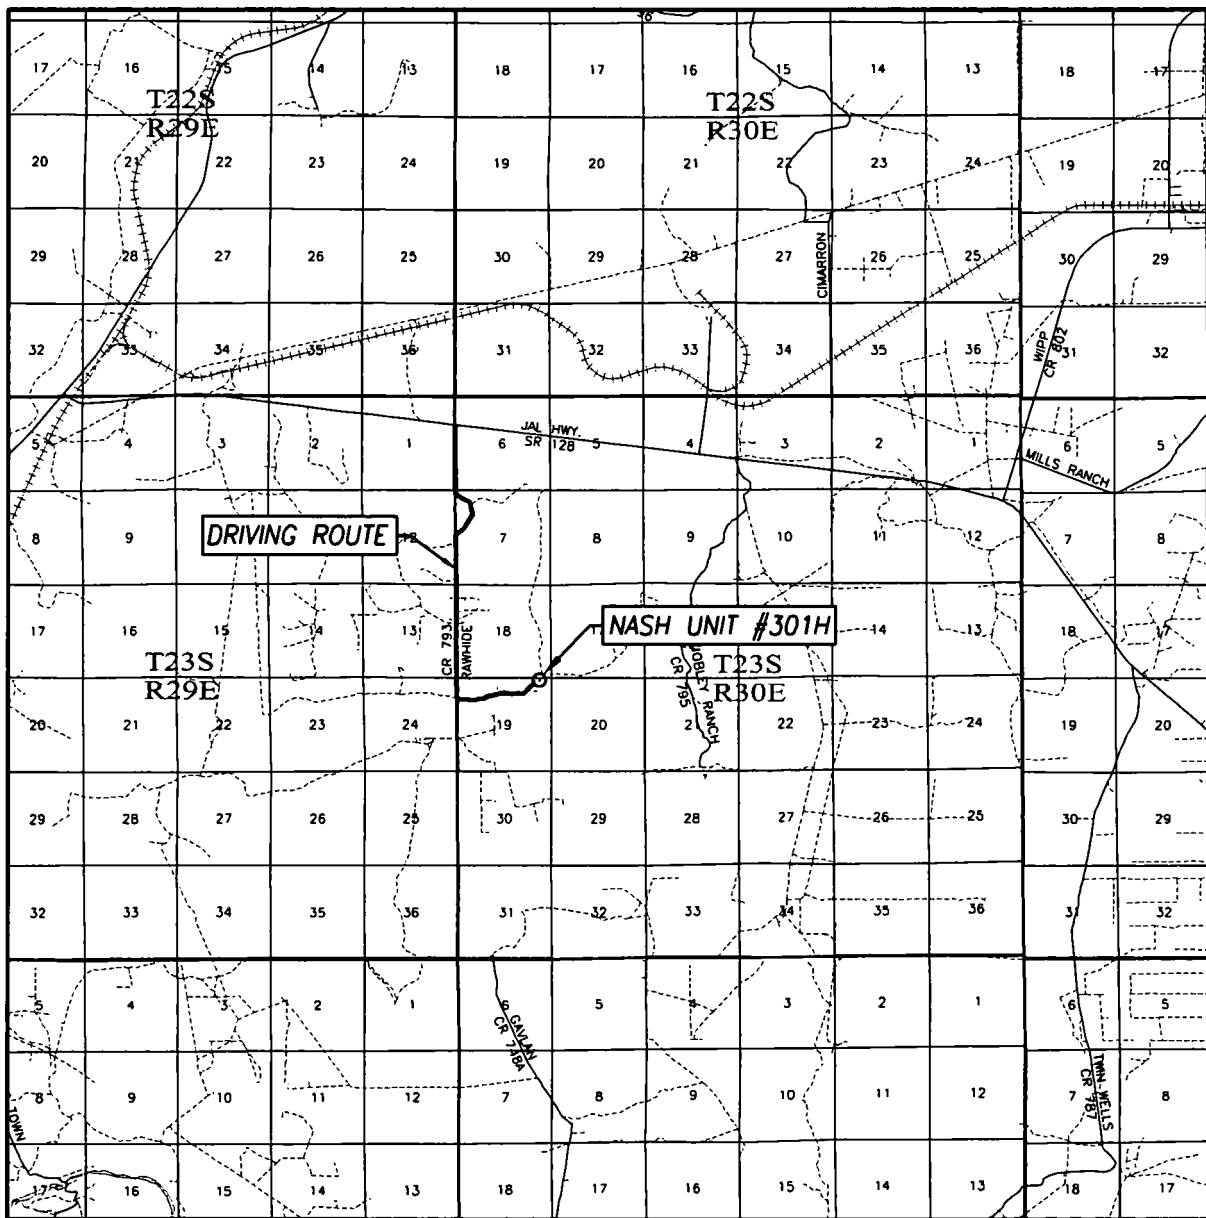 36
17 16 15 14 13 18 17 16 15 14 13 18 17
T22S
R29E
T22S
R30E
20 21 22 23 24 19 20 21 22 23 24 19 20
29 28 27 26 25 30 29 28 27 26 25 30 29
CIMARRON
32 33 34 35 36 31 32 33 34 35 36 31 32
WIPP
CR 802
5 4 3 2 1 6 5 4 3 2 1 6 5
JAL HWY
SR 128
MILLS RANCH
8 9 12 7 8 9 10 11 12 7 8
DRIVING ROUTE
17 16 15 14 13 18 14 13 18 17
NASH UNIT #301H
CR 793
RAWHIDE
T23S
R29E
MOBLEY RANCH
CR 795
T23S
R30E
20 21 22 23 24 19 20 21 22 23 24 19 20
29 28 27 26 25 30 29 28 27 26 25 30 29
32 33 34 35 36 31 32 33 34 35 36 31 32
5 4 3 2 1 6 5 4 3 2 1 6 5
GAVLAN
CR 748A
8 9 10 11 12 7 8 9 10 11 12 7 8
TWIN WELLS
CR 787
TOWN
17 16 15 14 13 18 17 16 15 14 13 18 17